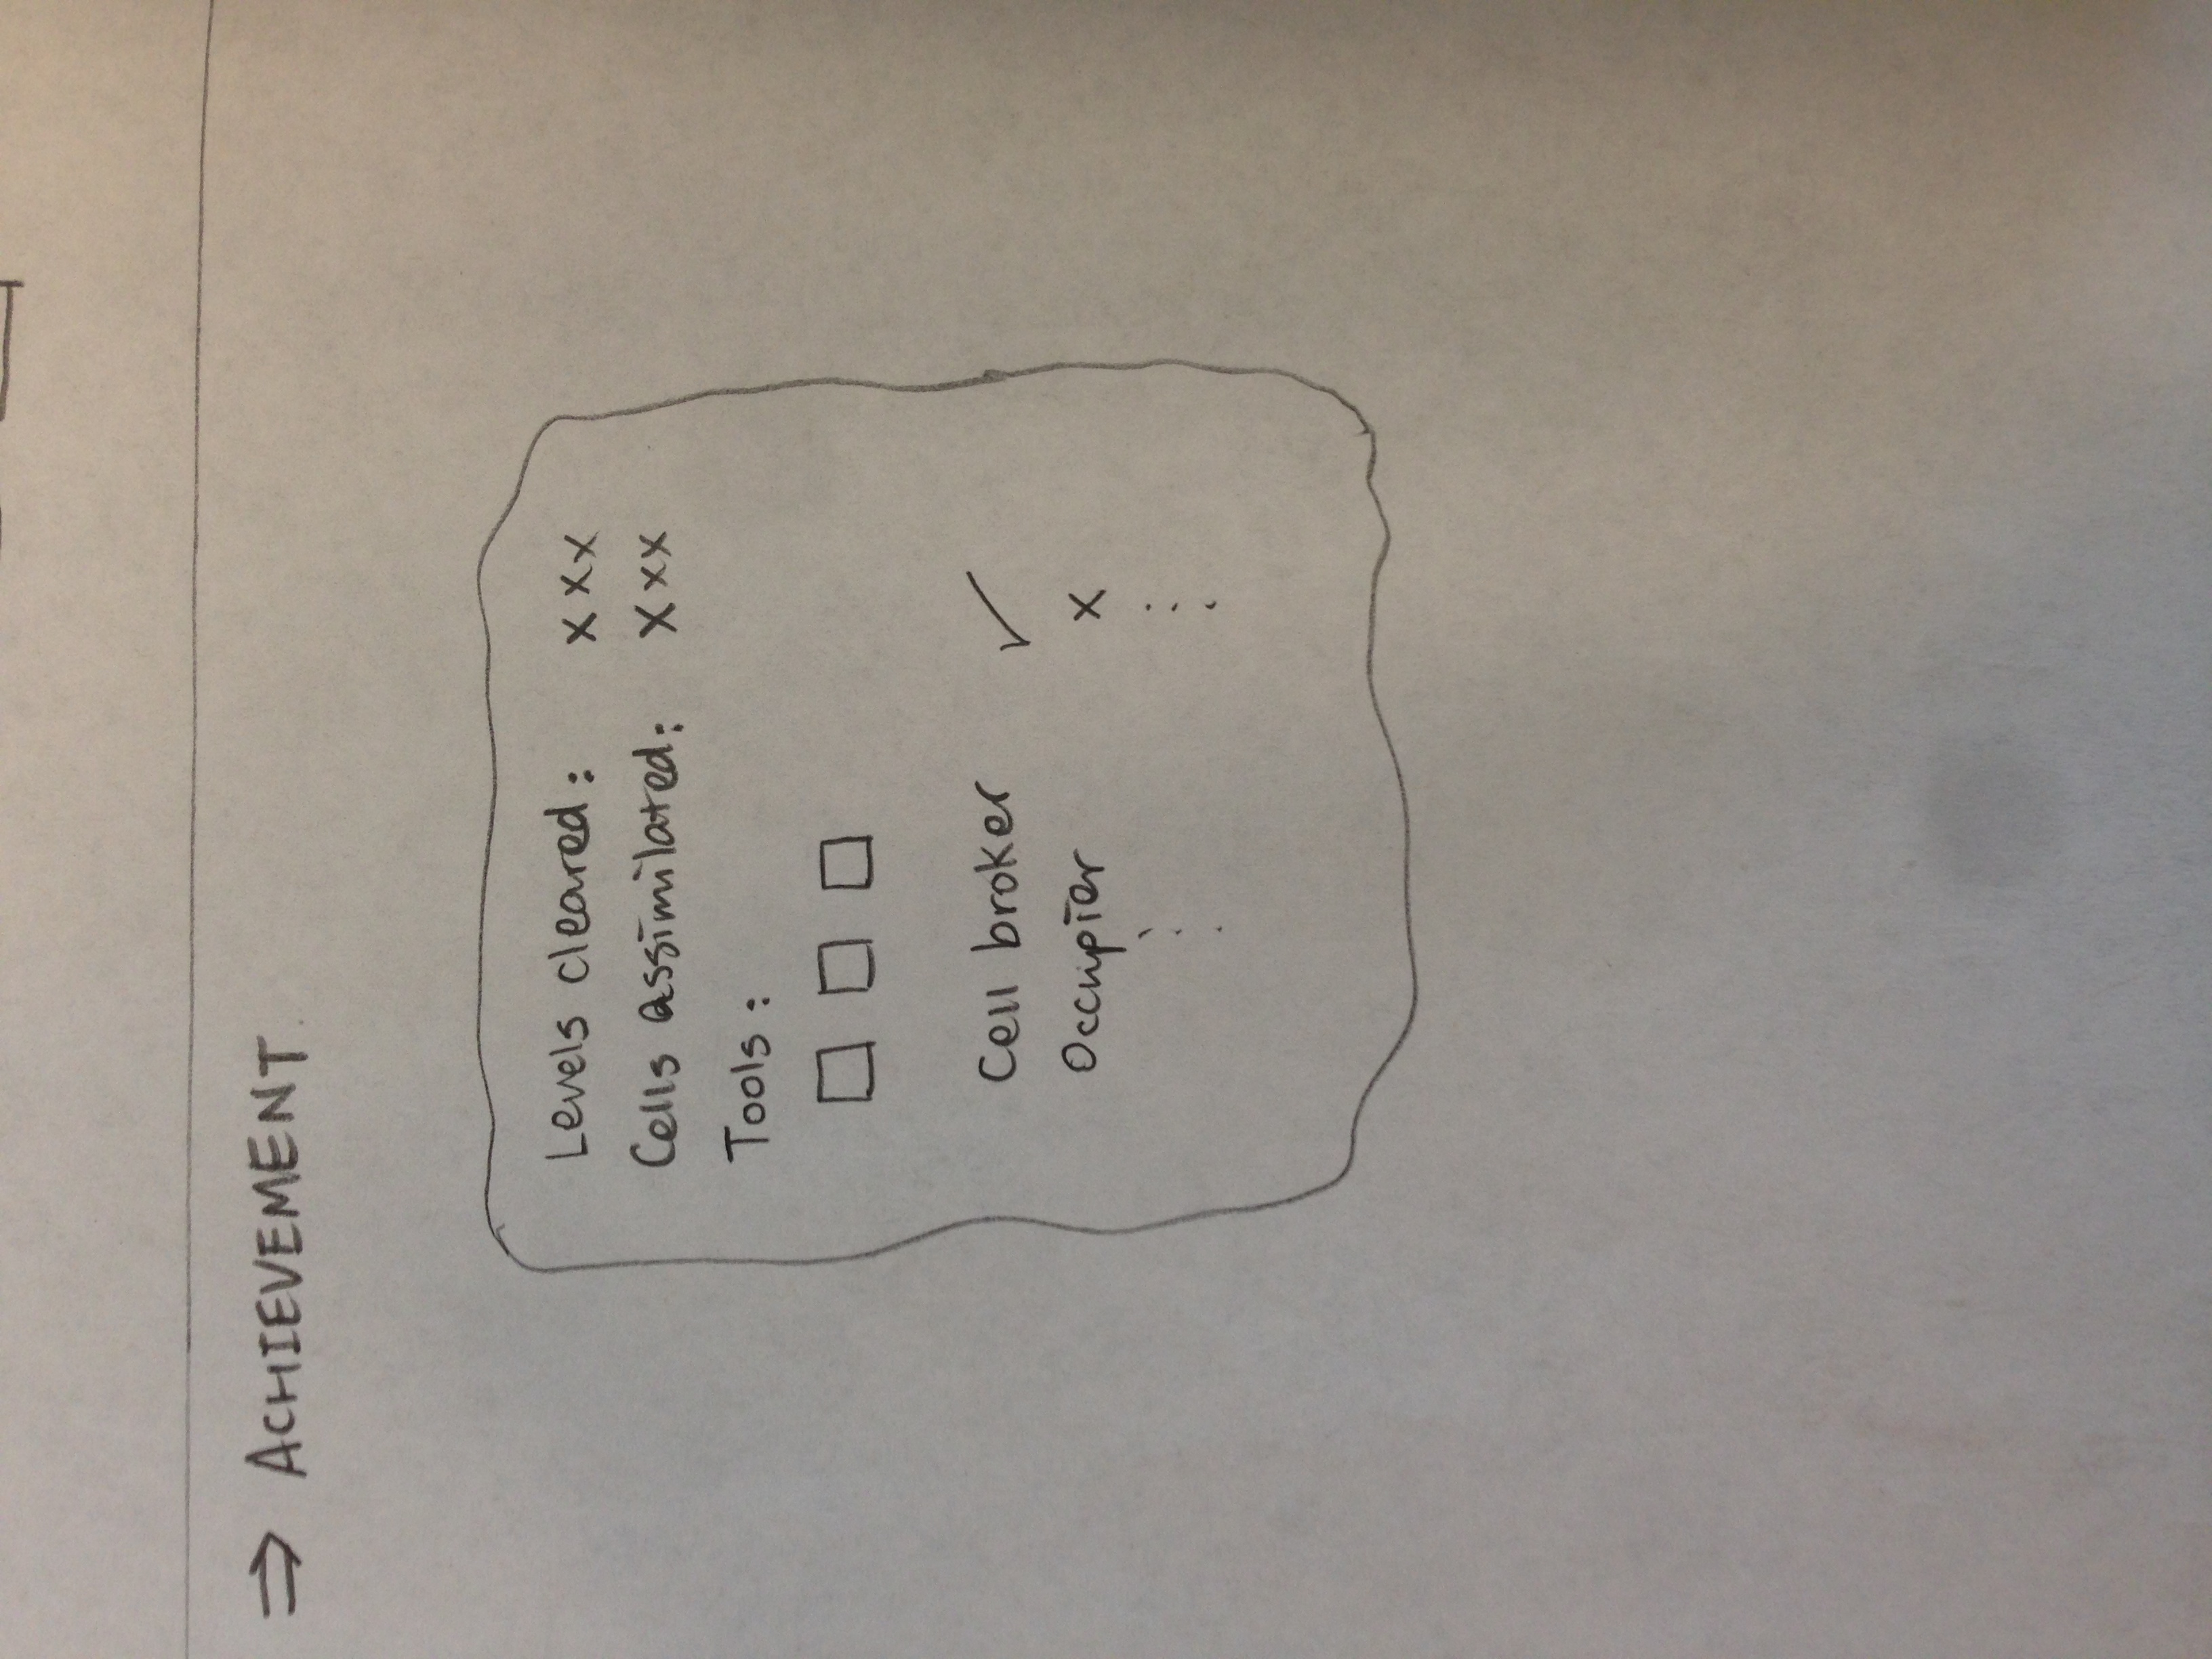 ⇒ ACHIEVEMENT
Levels cleared: xxx
Cells assimilated: xxx
Tools:
Cell broker ✓
Occupier x